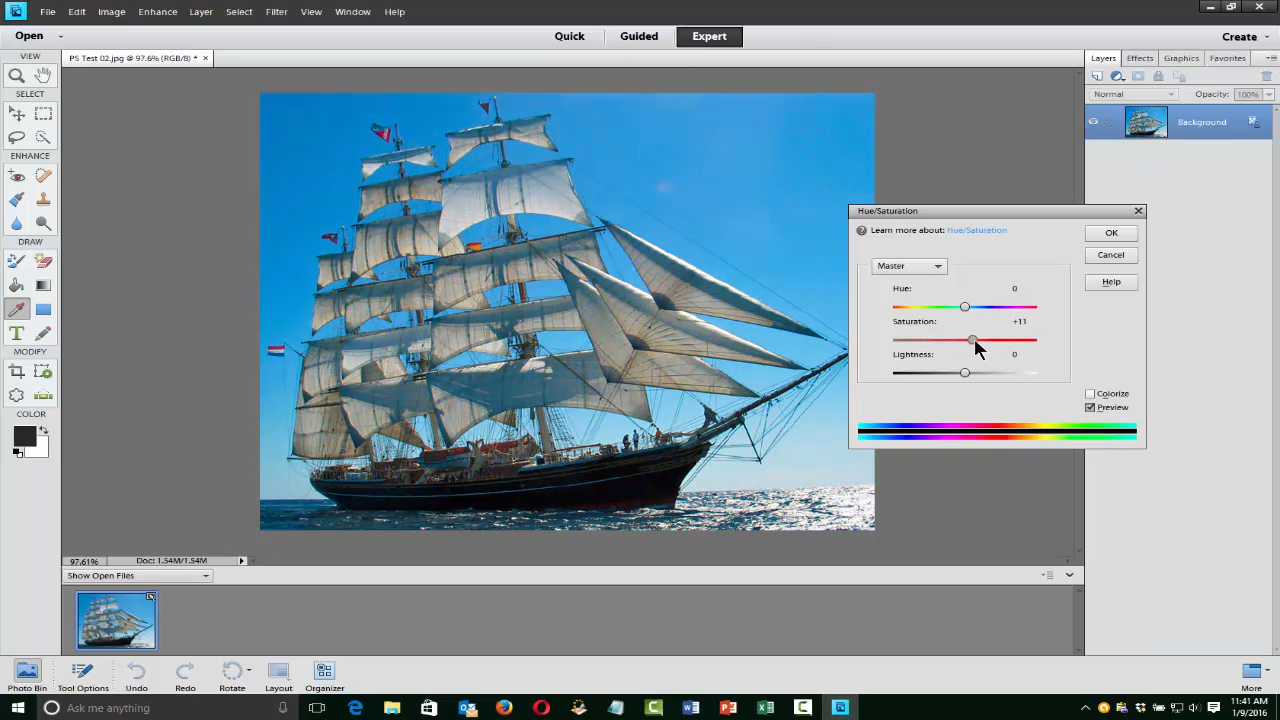 File Edit Image Enhance Layer Select Filter View Window Help
Open Quick Guided Expert Create
VIEW
PS Test 02.jpg @ 97.6% (RGB/8) * ×
Layers Effects Graphics Favorites
SELECT
Normal Opacity: 100%
Background
ENHANCE
Hue/Saturation
Learn more about: Hue/Saturation
OK
Cancel
Help
Master
Hue: 0
Saturation: +11
Lightness: 0
Colorize
Preview
DRAW
T
MODIFY
COLOR
97.61% Doc: 1.54M/1.54M
Show Open Files
Photo Bin Tool Options Undo Redo Rotate Layout Organizer More
Ask me anything
11:41 AM
1/9/2016